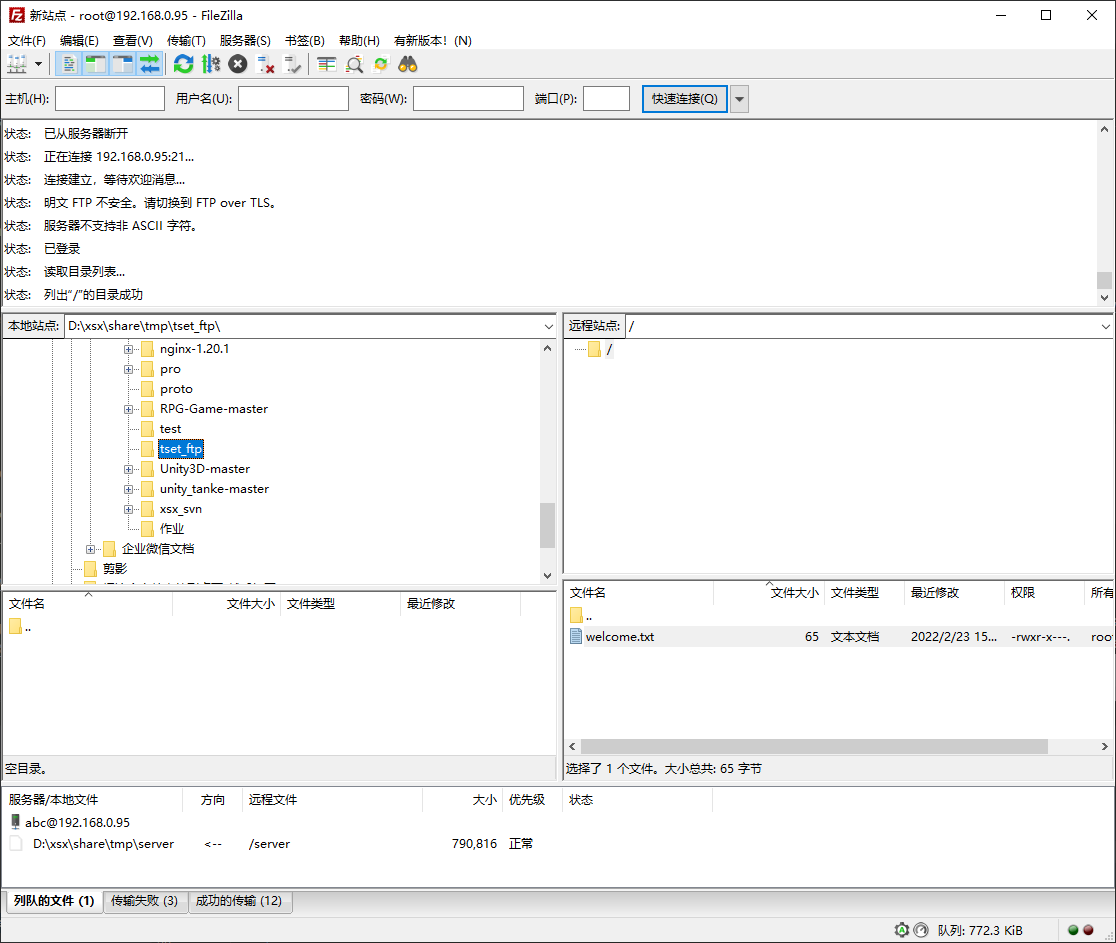 新站点 - root@192.168.0.95 - FileZilla
文件(F) 编辑(E) 查看(V) 传输(T) 服务器(S) 书签(B) 帮助(H) 有新版本！(N)
主机(H): 用户名(U): 密码(W): 端口(P): 快速连接(Q)
状态: 已从服务器断开
状态: 正在连接 192.168.0.95:21...
状态: 连接建立，等待欢迎消息...
状态: 明文 FTP 不安全。请切换到 FTP over TLS。
状态: 服务器不支持非 ASCII 字符。
状态: 已登录
状态: 读取目录列表...
状态: 列出“/”的目录成功
本地站点: D:\xsx\share\tmp\tset_ftp\
nginx-1.20.1
pro
proto
RPG-Game-master
test
tset_ftp
Unity3D-master
unity_tanke-master
xsx_svn
作业
企业微信文档
剪影
远程站点: /
/
文件名 文件大小 文件类型 最近修改
..
空目录。
文件名 文件大小 文件类型 最近修改 权限 所有
..
welcome.txt 65 文本文档 2022/2/23 15... -rwxr-x---. roo
选择了 1 个文件。大小总共: 65 字节
服务器/本地文件 方向 远程文件 大小 优先级 状态
abc@192.168.0.95
D:\xsx\share\tmp\server <-- /server 790,816 正常
列队的文件 (1) 传输失败 (3) 成功的传输 (12)
队列: 772.3 KiB